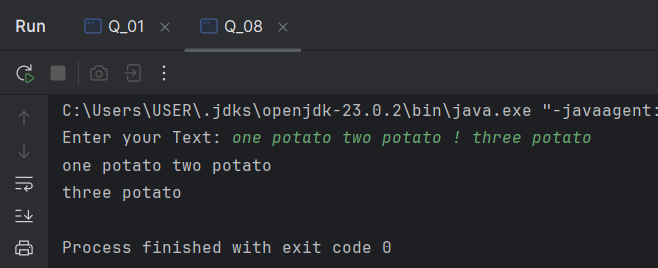 Run Q_01 Q_08
C:\Users\USER\.jdks\openjdk-23.0.2\bin\java.exe "-javaagent:
Enter your Text: one potato two potato ! three potato
one potato two potato
three potato
Process finished with exit code 0